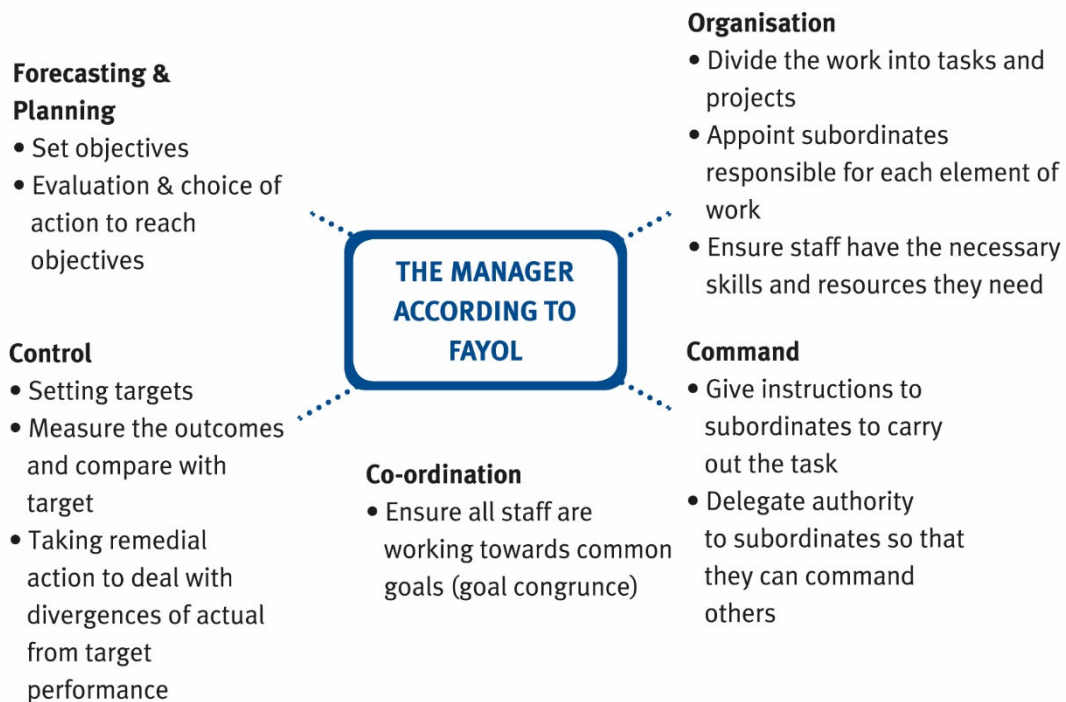 Forecasting &
Planning
• Set objectives
• Evaluation & choice of
action to reach
objectives
Organisation
• Divide the work into tasks and
projects
• Appoint subordinates
responsible for each element of
work
• Ensure staff have the necessary
skills and resources they need
THE MANAGER
ACCORDING TO
FAYOL
Control
• Setting targets
• Measure the outcomes
and compare with
target
• Taking remedial
action to deal with
divergences of actual
from target
performance
Co-ordination
• Ensure all staff are
working towards common
goals (goal congrunce)
Command
• Give instructions to
subordinates to carry
out the task
• Delegate authority
to subordinates so that
they can command
others